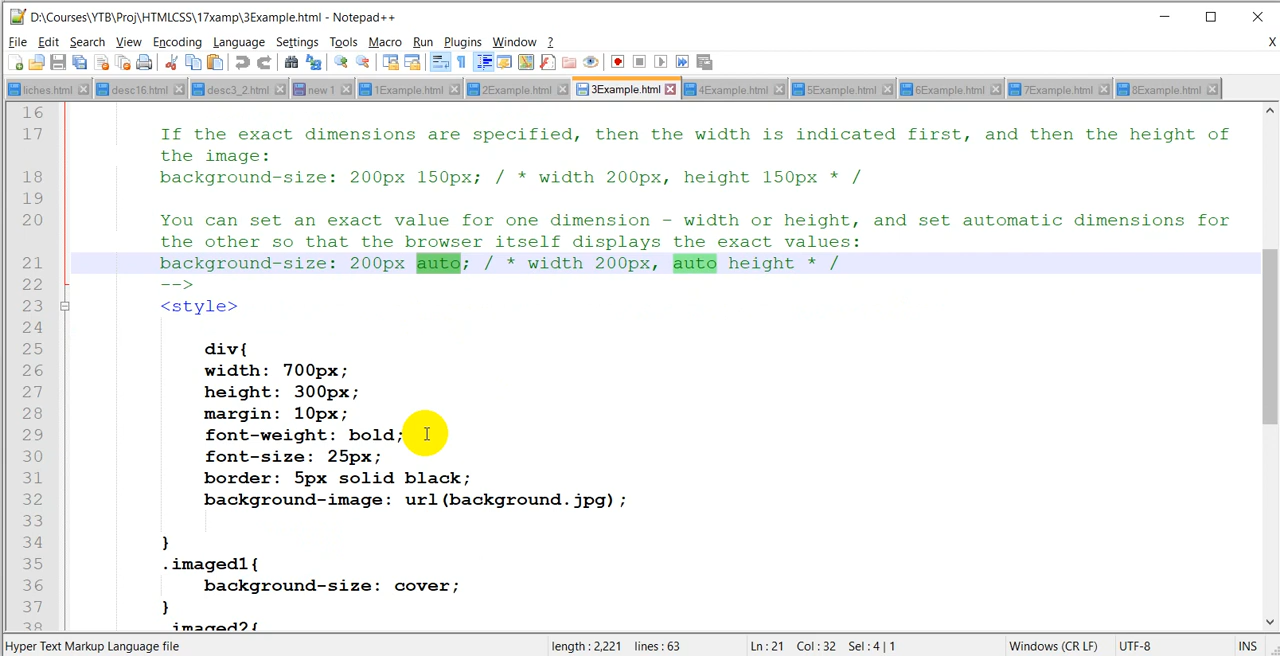 D:\Courses\YTB\Proj\HTMLCSS\17xamp\3Example.html - Notepad++
File Edit Search View Encoding Language Settings Tools Macro Run Plugins Window ? X
liches.html desc16.html desc3_2.html new 1 1Example.html 2Example.html 3Example.html 4Example.html 5Example.html 6Example.html 7Example.html 8Example.html
16
17 If the exact dimensions are specified, then the width is indicated first, and then the height of
the image:
18 background-size: 200px 150px; / * width 200px, height 150px * /
19
20 You can set an exact value for one dimension - width or height, and set automatic dimensions for
the other so that the browser itself displays the exact values:
21 background-size: 200px auto; / * width 200px, auto height * /
22 -->
23 <style>
24
25 div{
26 width: 700px;
27 height: 300px;
28 margin: 10px;
29 font-weight: bold;
30 font-size: 25px;
31 border: 5px solid black;
32 background-image: url(background.jpg);
33
34 }
35 .imaged1{
36 background-size: cover;
37 }
38 .imaged2{
Hyper Text Markup Language file length : 2,221 lines : 63 Ln : 21 Col : 32 Sel : 4 | 1 Windows (CR LF) UTF-8 INS